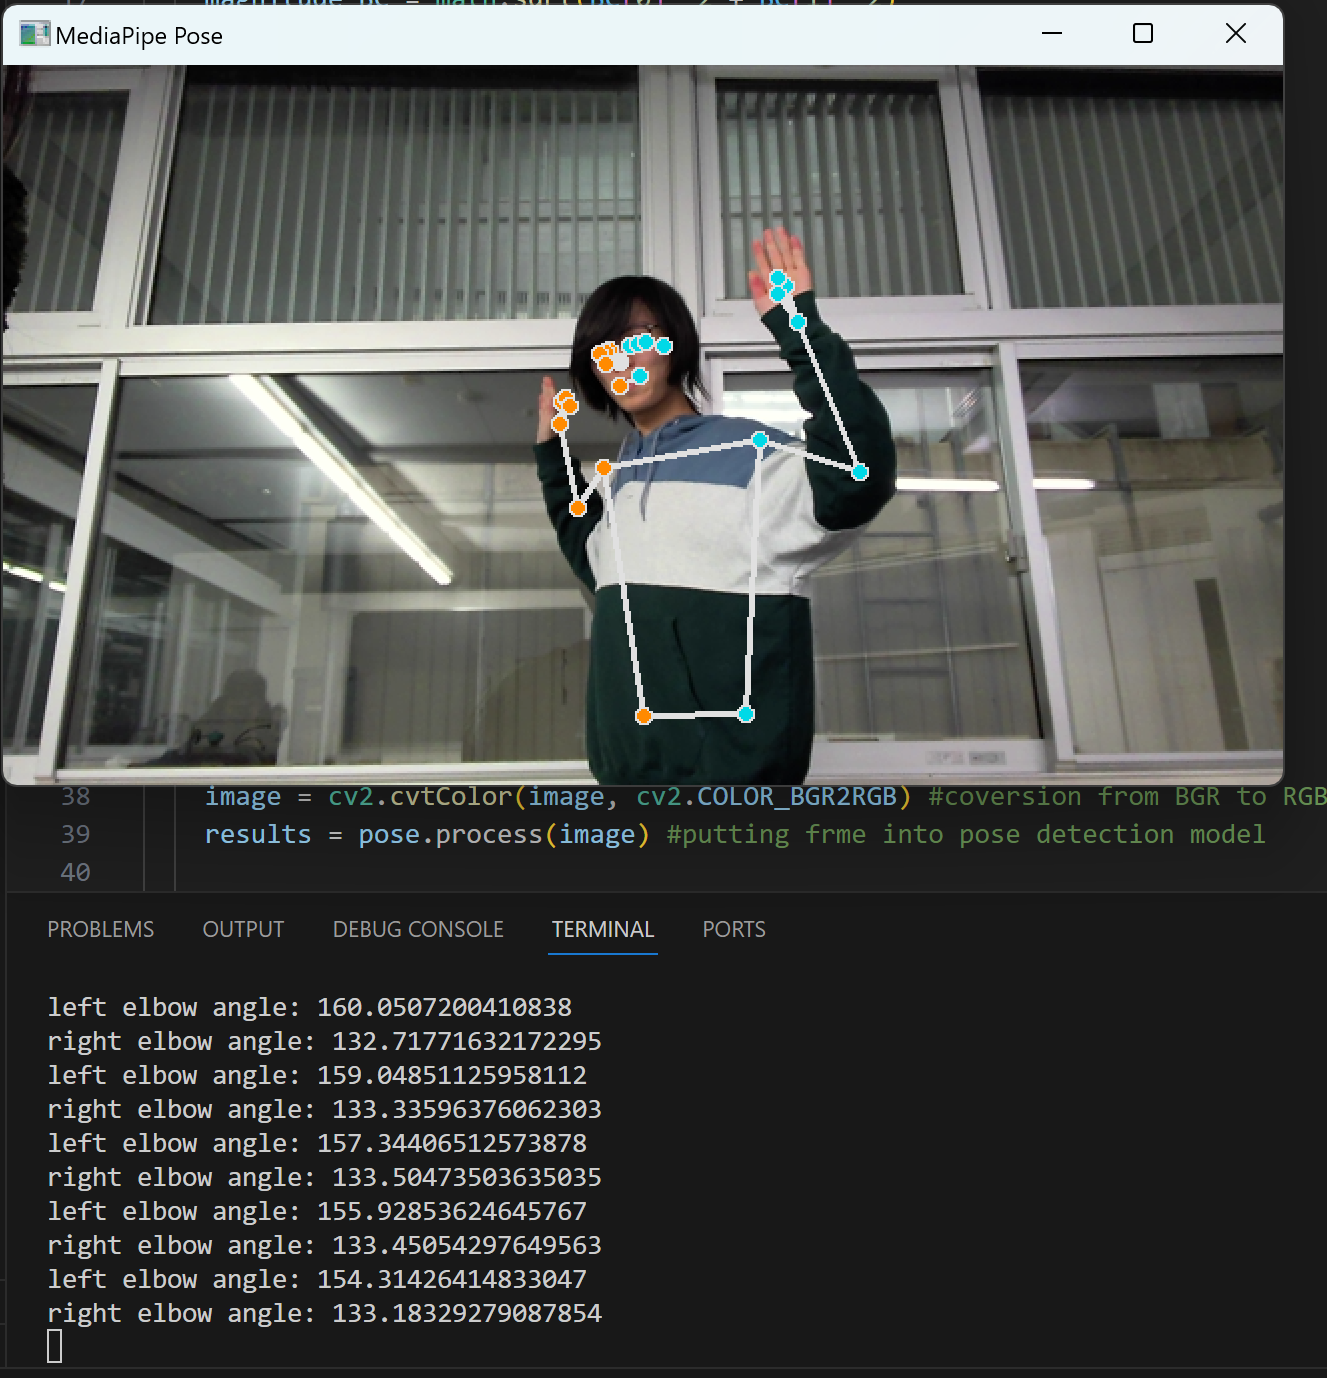 MediaPipe Pose
38 image = cv2.cvtColor(image, cv2.COLOR_BGR2RGB) #coversion from BGR to RGB
39 results = pose.process(image) #putting frme into pose detection model
40
PROBLEMS OUTPUT DEBUG CONSOLE TERMINAL PORTS
left elbow angle: 160.0507200410838
right elbow angle: 132.71771632172295
left elbow angle: 159.04851125958112
right elbow angle: 133.33596376062303
left elbow angle: 157.34406512573878
right elbow angle: 133.50473503635035
left elbow angle: 155.92853624645767
right elbow angle: 133.45054297649563
left elbow angle: 154.31426414833047
right elbow angle: 133.18329279087854